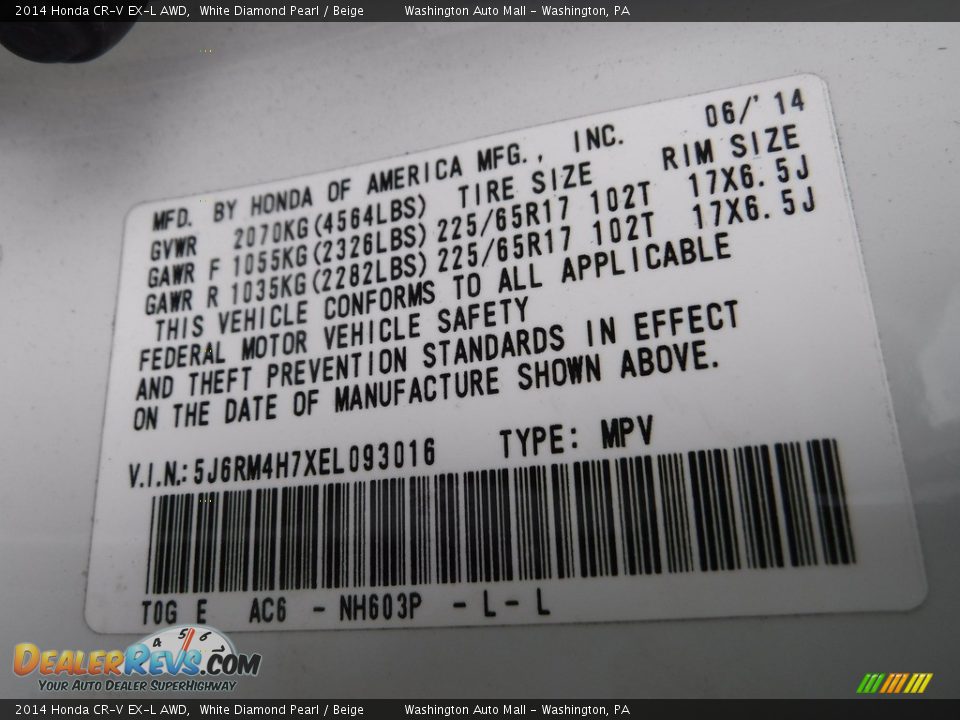 2014 Honda CR-V EX-L AWD, White Diamond Pearl / Beige Washington Auto Mall - Washington, PA
06/'14
MFD. BY HONDA OF AMERICA MFG., INC.
GVWR 2070KG(4564LBS) TIRE SIZE RIM SIZE
GAWR F 1055KG(2326LBS) 225/65R17 102T 17X6.5J
GAWR R 1035KG(2282LBS) 225/65R17 102T 17X6.5J
THIS VEHICLE CONFORMS TO ALL APPLICABLE
FEDERAL MOTOR VEHICLE SAFETY
AND THEFT PREVENTION STANDARDS IN EFFECT
ON THE DATE OF MANUFACTURE SHOWN ABOVE.
V.I.N.: 5J6RM4H7XEL093016 TYPE: MPV
T0G E AC6 - NH603P - L - L
4 5 6 7
DEALERREVS.COM
YOUR AUTO DEALER SUPERHIGHWAY
2014 Honda CR-V EX-L AWD, White Diamond Pearl / Beige Washington Auto Mall - Washington, PA